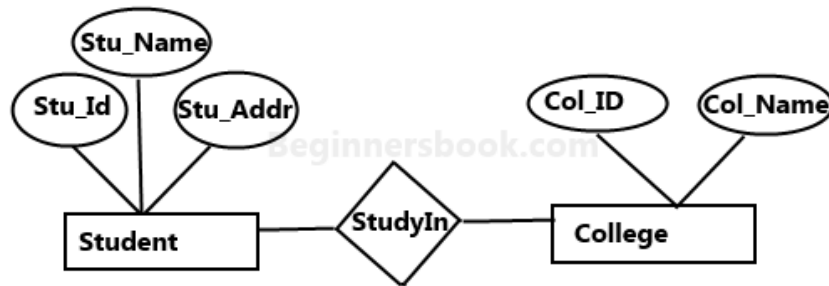 Stu_Name
Stu_Id
Stu_Addr
Col_ID
Col_Name
Beginnersbook.com
Student
StudyIn
College